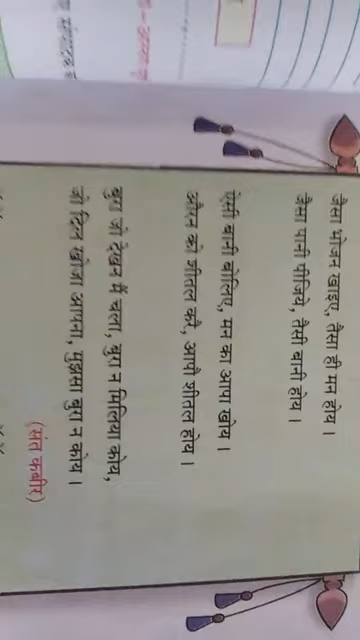 जैसा भोजन खाइए, तैसा ही मन होय।
जैसा पानी पीजिये, तैसी बानी होय।
ऐसी बानी बोलिए, मन का आपा खोय।
औरन को शीतल करे, आपौ शीतल होय।
बुरा जो देखन मैं चला, बुरा न मिलिया कोय,
जो दिल खोजा आपना, मुझसा बुरा न कोय।
(संत कबीर)